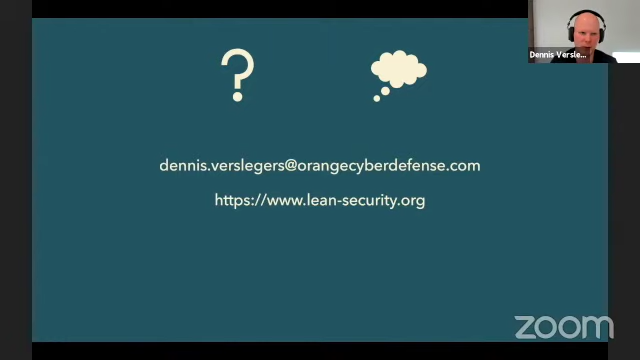 Dennis Versle...
?
dennis.verslegers@orangecyberdefense.com
https://www.lean-security.org
zoom